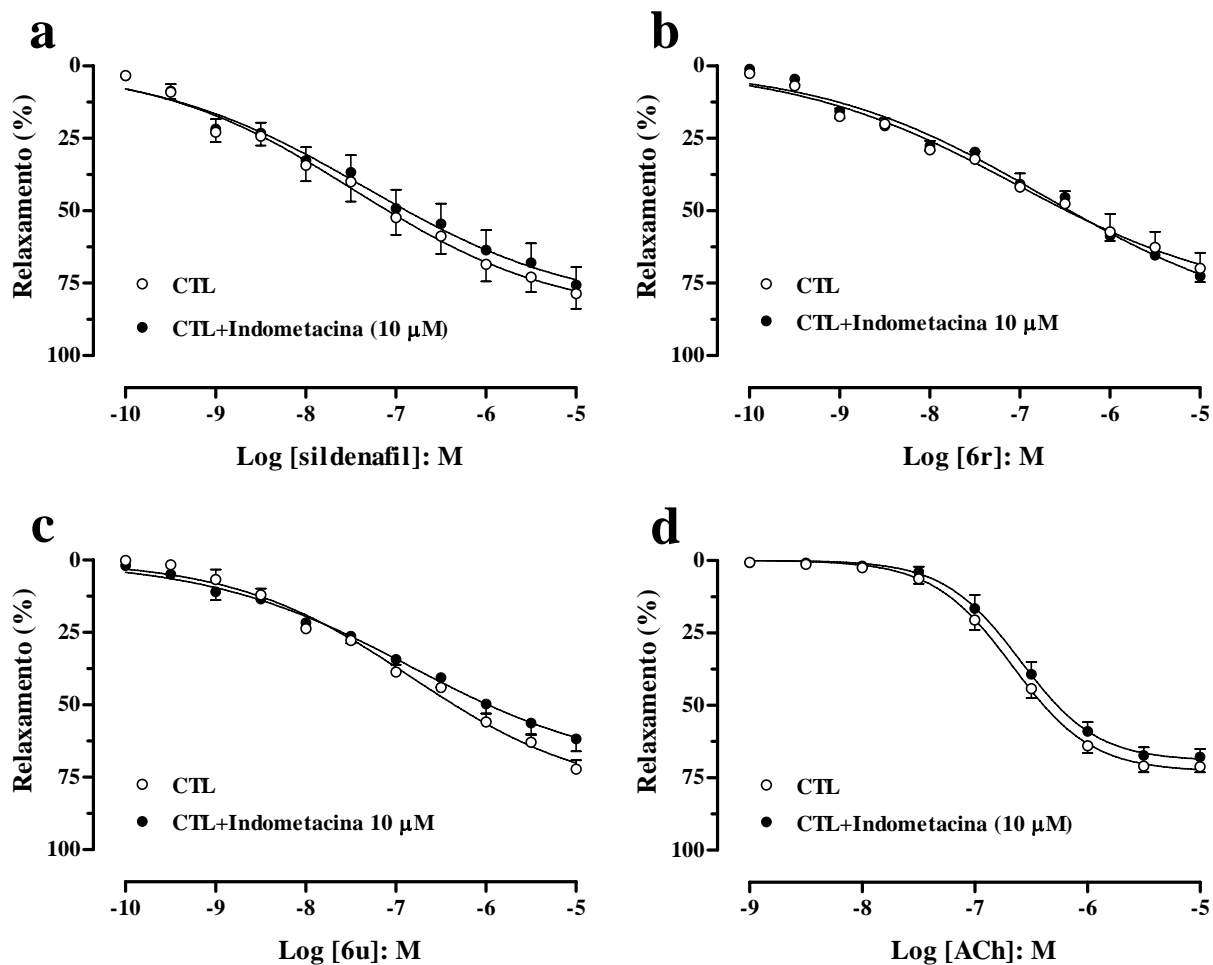 a
Relaxamento (%)
0
25
50
75
100
CTL
CTL+Indometacina (10 μM)
-10 -9 -8 -7 -6 -5
Log [sildenafil]: M
b
Relaxamento (%)
0
25
50
75
100
CTL
CTL+Indometacina 10 μM
-10 -9 -8 -7 -6 -5
Log [6r]: M
c
Relaxamento (%)
0
25
50
75
100
CTL
CTL+Indometacina 10 μM
-10 -9 -8 -7 -6 -5
Log [6u]: M
d
Relaxamento (%)
0
25
50
75
100
CTL
CTL+Indometacina (10 μM)
-9 -8 -7 -6 -5
Log [ACh]: M